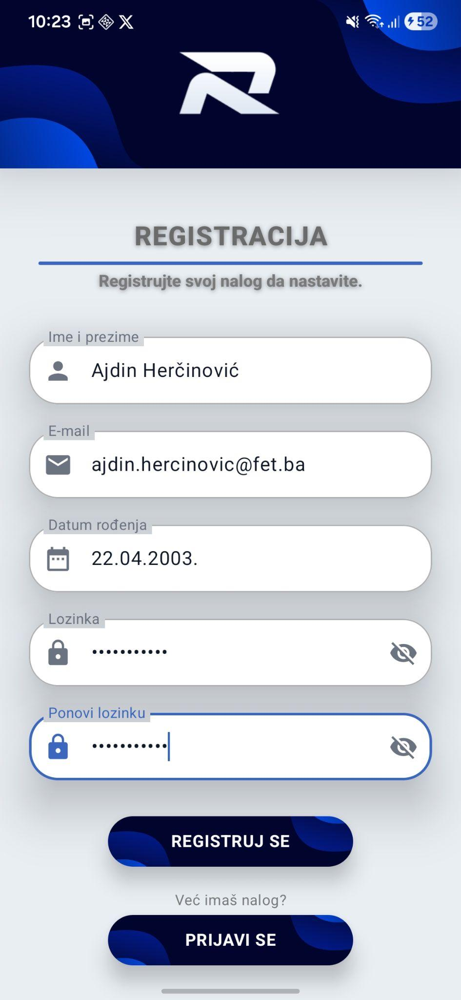 10:23
52
REGISTRACIJA
Registrujte svoj nalog da nastavite.
Ime i prezime
Ajdin Herčinović
E-mail
ajdin.hercinovic@fet.ba
Datum rođenja
22.04.2003.
Lozinka
•••••••••••
Ponovi lozinku
•••••••••••
REGISTRUJ SE
Već imaš nalog?
PRIJAVI SE